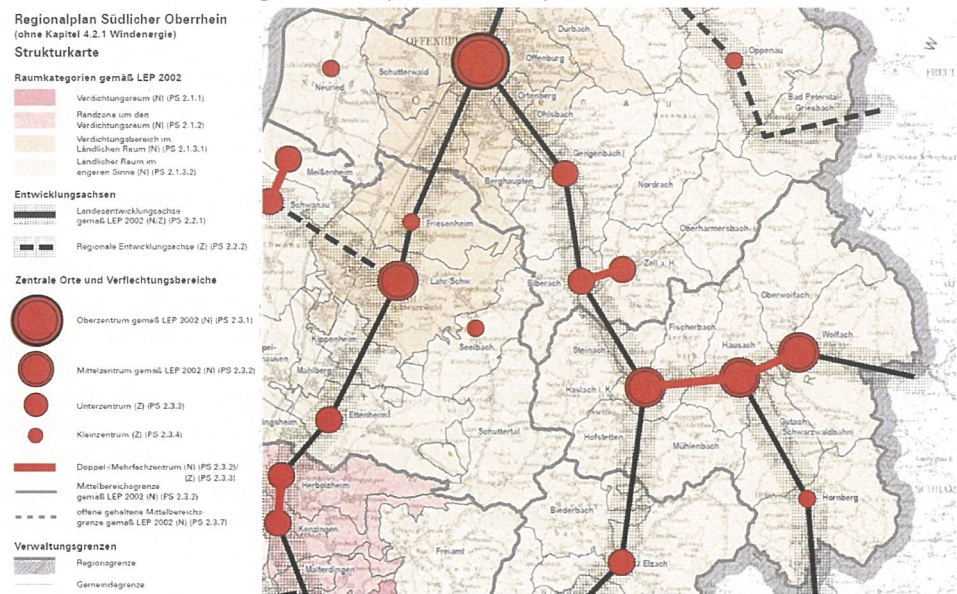 Regionalplan Südlicher Oberrhein
(ohne Kapitel 4.2.1 Windenergie)
Strukturkarte
Raumkategorien gemäß LEP 2002
Verdichtungsraum (N) (PS 2.1.1)
Randzone um den
Verdichtungsraum (N) (PS 2.1.2)
Verdichtungsbereich im
Ländlichen Raum (N) (PS 2.1.3.1)
Ländlicher Raum im
engeren Sinne (N) (PS 2.1.3.2)
Entwicklungsachsen
Landesentwicklungsachse
gemäß LEP 2002 (N/Z) (PS 2.2.1)
Regionale Entwicklungsachse (Z) (PS 2.2.2)
Zentrale Orte und Verflechtungsbereiche
Oberzentrum gemäß LEP 2002 (N) (PS 2.3.1)
Mittelzentrum gemäß LEP 2002 (N) (PS 2.3.2)
Unterzentrum (Z) (PS 2.3.3)
Kleinzentrum (Z) (PS 2.3.4)
Doppel-/Mehrfachzentrum (N) (PS 2.3.2)/
(Z) (PS 2.3.3)
Mittelbereichsgrenze
gemäß LEP 2002 (N) (PS 2.3.2)
offene gehaltene Mittelbereichs-
grenze gemäß LEP 2002 (N) (PS 2.3.7)
Verwaltungsgrenzen
Regionsgrenze
Gemeindegrenze
Durbach
Oppenau
Offenburg
Schutterwald
Neuried
Bad Peterstal-
Griesbach
Ortenberg
Ohlsbach
Gengenbach
Meißenheim
Berghaupten
Nordrach
Schwanau
Friesenheim
Oberharmersbach
Zell a. H.
Lahr/Schw
Biberach
Oberwolfach
Fischerbach
Seelbach
Kippenheim
Steinach
Hausach
Wolfach
Mahlberg
Haslach i. K.
Ettenheim
ingsheim
Schuttertal
Hofstetten
Mühlenbach
Gutach
(Schwarzwaldbahn)
Herbolzheim
Hornberg
Biederbach
Kenzingen
Freiamt
Malterdingen
Elzach